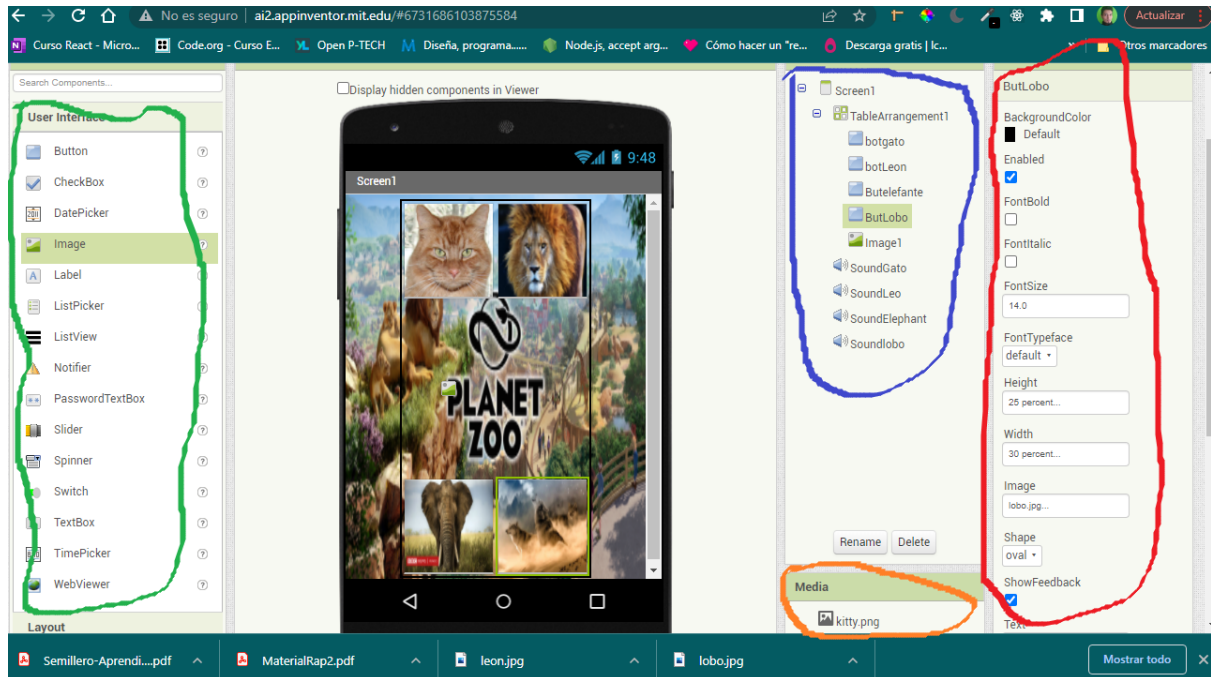 No es seguro | ai2.appinventor.mit.edu/#6731686103875584
Actualizar
Curso React - Micro...
Code.org - Curso E...
Open P-TECH
Diseña, programa......
Node.js, accept arg...
Cómo hacer un "re...
Descarga gratis | Ic...
»
Otros marcadores
Search Components...
User Interface
Button
CheckBox
DatePicker
Image
Label
ListPicker
ListView
Notifier
PasswordTextBox
Slider
Spinner
Switch
TextBox
TimePicker
WebViewer
Layout
Display hidden components in Viewer
9:48
Screen1
PLANET
ZOO
Screen1
TableArrangement1
botgato
botLeon
Butelefante
ButLobo
Image1
SoundGato
SoundLeo
SoundElephant
Soundlobo
Rename Delete
Media
kitty.png
ButLobo
BackgroundColor
Default
Enabled
FontBold
FontItalic
FontSize
14.0
FontTypeface
default
Height
25 percent...
Width
30 percent...
Image
lobo.jpg...
Shape
oval
ShowFeedback
Text
Semillero-Aprendi....pdf
MaterialRap2.pdf
leon.jpg
lobo.jpg
Mostrar todo